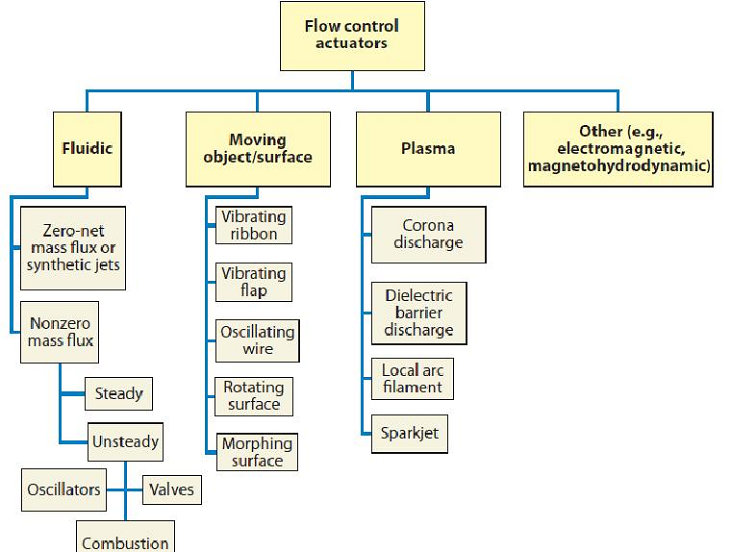 Flow control
actuators
Fluidic
Moving
object/surface
Plasma
Other (e.g.,
electromagnetic,
magnetohydrodynamic)
Zero-net
mass flux or
synthetic jets
Nonzero
mass flux
Steady
Unsteady
Oscillators
Valves
Combustion
Vibrating
ribbon
Vibrating
flap
Oscillating
wire
Rotating
surface
Morphing
surface
Corona
discharge
Dielectric
barrier
discharge
Local arc
filament
Sparkjet